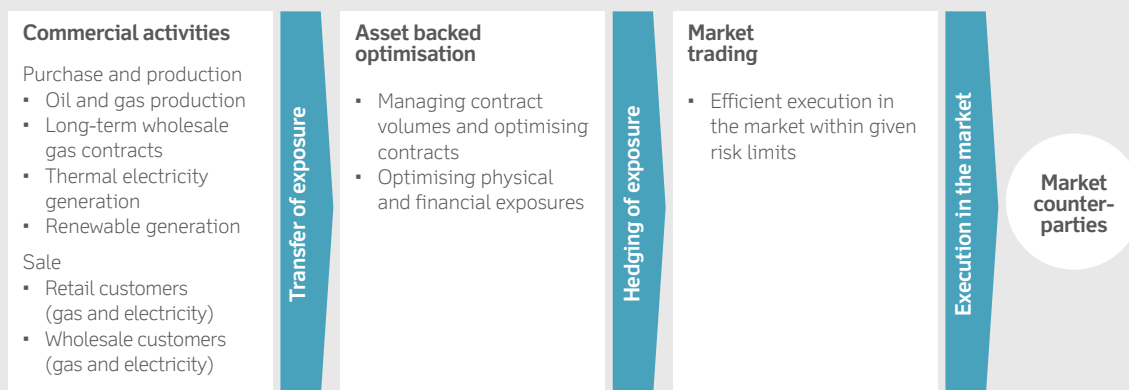 Commercial activities
Purchase and production
▪ Oil and gas production
▪ Long-term wholesale
gas contracts
▪ Thermal electricity
generation
▪ Renewable generation
Sale
▪ Retail customers
(gas and electricity)
▪ Wholesale customers
(gas and electricity)
Transfer of exposure
Asset backed
optimisation
▪ Managing contract
volumes and optimising
contracts
▪ Optimising physical
and financial exposures
Hedging of exposure
Market
trading
▪ Efficient execution in
the market within given
risk limits
Execution in the market
Market
counter-
parties